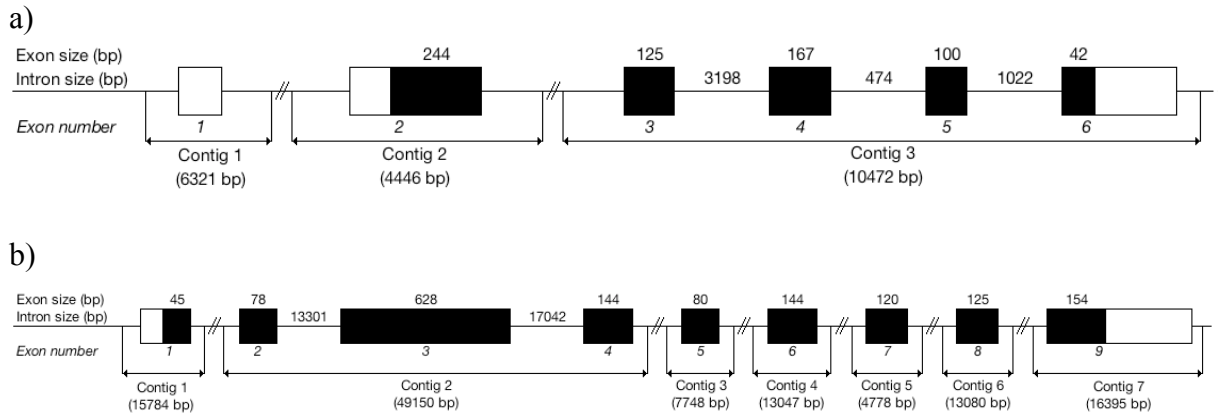 a)
Exon size (bp) 244 125 167 100 42
Intron size (bp) 3198 474 1022
Exon number 1 2 3 4 5 6
Contig 1 Contig 2 Contig 3
(6321 bp) (4446 bp) (10472 bp)
b)
Exon size (bp) 45 78 628 144 80 144 120 125 154
Intron size (bp) 13301 17042
Exon number 1 2 3 4 5 6 7 8 9
Contig 1 Contig 2 Contig 3 Contig 4 Contig 5 Contig 6 Contig 7
(15784 bp) (49150 bp) (7748 bp) (13047 bp) (4778 bp) (13080 bp) (16395 bp)